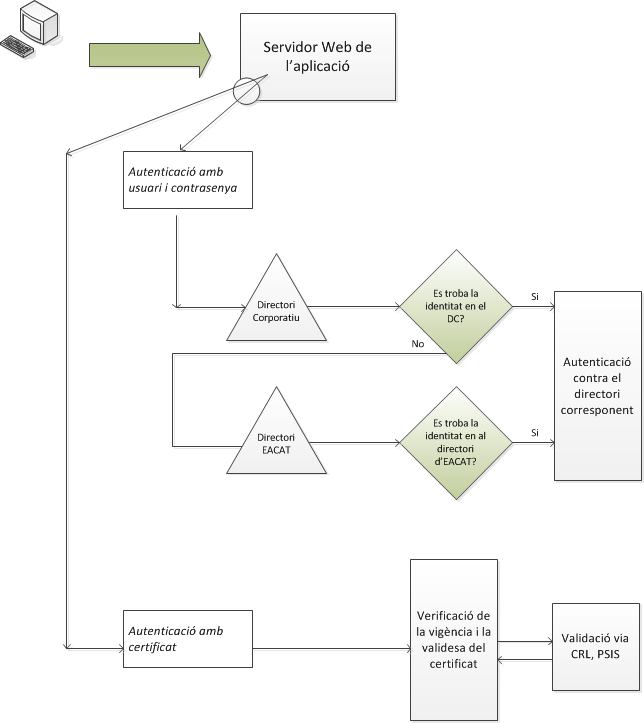 Servidor Web de
l'aplicació
Autenticació amb
usuari i contrasenya
Directori
Corporatiu
Es troba la
identitat en el
DC?
Si
No
Autenticació
contra el
directori
corresponent
Directori
EACAT
Es troba la
identitat en al
directori
d'EACAT?
Si
Autenticació amb
certificat
Verificació de
la vigència i la
validesa del
certificat
Validació via
CRL, PSIS